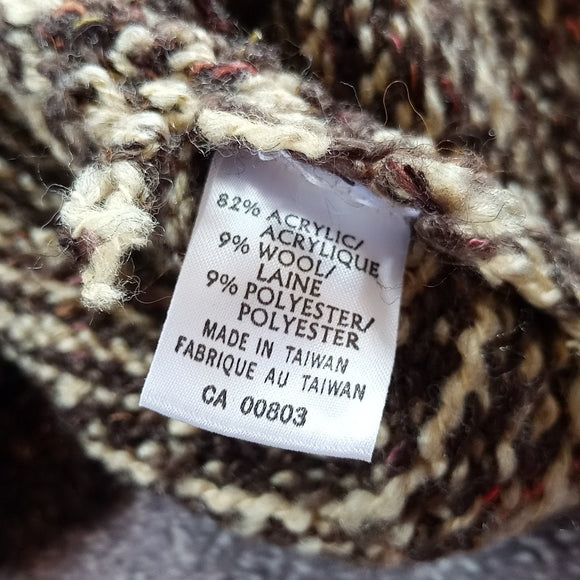 82% ACRYLIC/
ACRYLIQUE
9% WOOL/
LAINE
9% POLYESTER/
POLYESTER
MADE IN TAIWAN
FABRIQUE AU TAIWAN
CA 00803